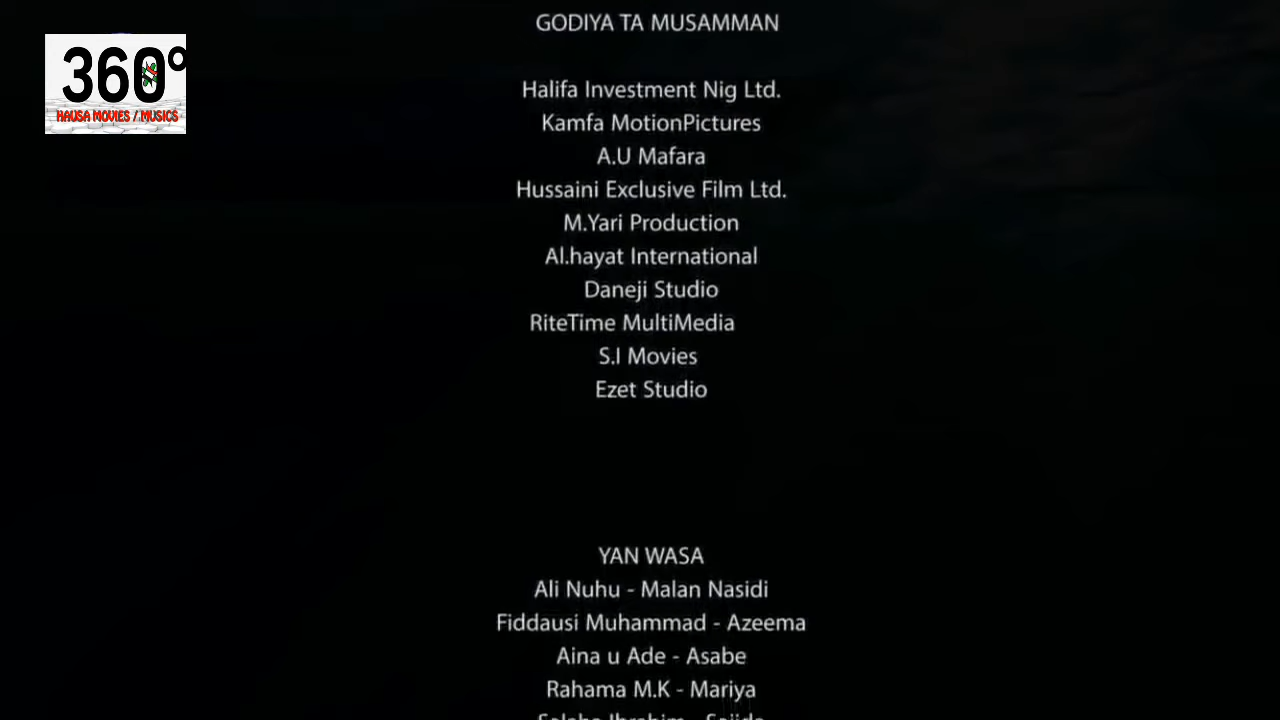 GODIYA TA MUSAMMAN
360°
HAUSA MOVIES / MUSICS
Halifa Investment Nig Ltd.
Kamfa MotionPictures
A.U Mafara
Hussaini Exclusive Film Ltd.
M.Yari Production
Al.hayat International
Daneji Studio
RiteTime MultiMedia
S.I Movies
Ezet Studio
YAN WASA
Ali Nuhu - Malan Nasidi
Fiddausi Muhammad - Azeema
Aina u Ade - Asabe
Rahama M.K - Mariya